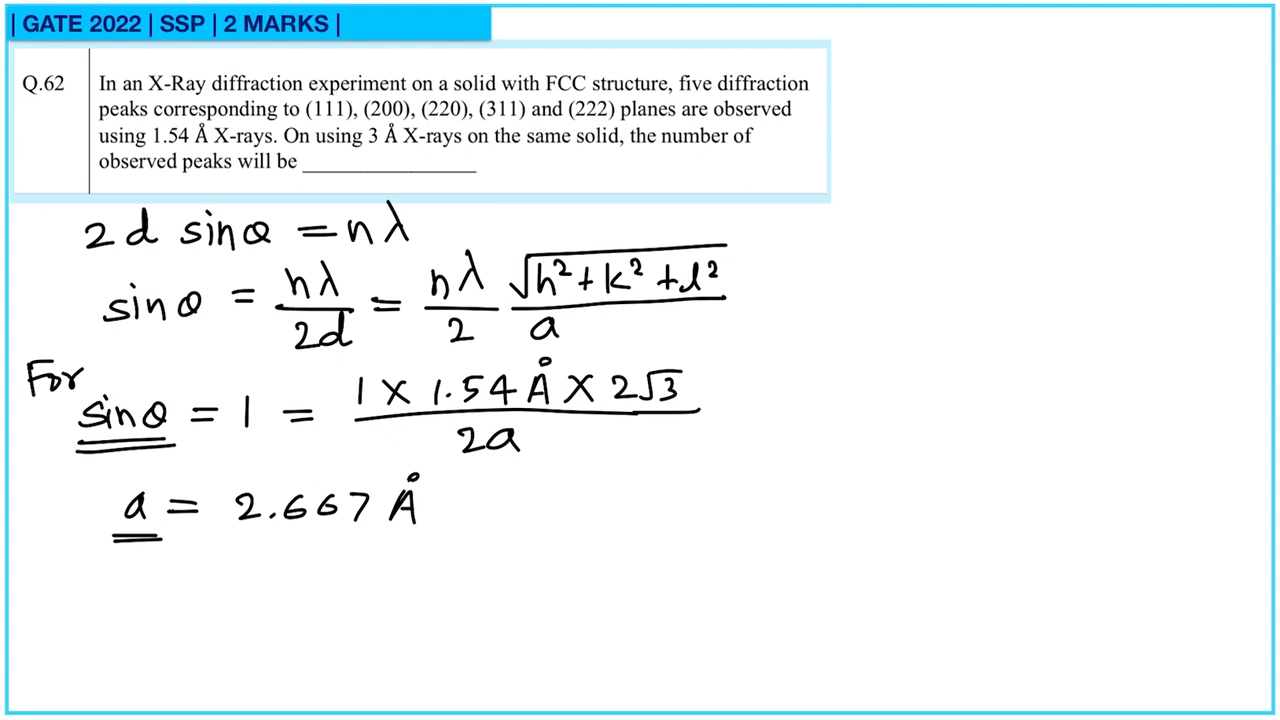 | GATE 2022 | SSP | 2 MARKS |
Q.62 In an X-Ray diffraction experiment on a solid with FCC structure, five diffraction
peaks corresponding to (111), (200), (220), (311) and (222) planes are observed
using 1.54 Å X-rays. On using 3 Å X-rays on the same solid, the number of
observed peaks will be ________________
2d sinθ = nλ
sinθ = nλ/2d = nλ/2 √(h²+k²+l²)/a
For
sinθ = 1 = 1 × 1.54 Å × 2√3 / 2a
a = 2.667 Å